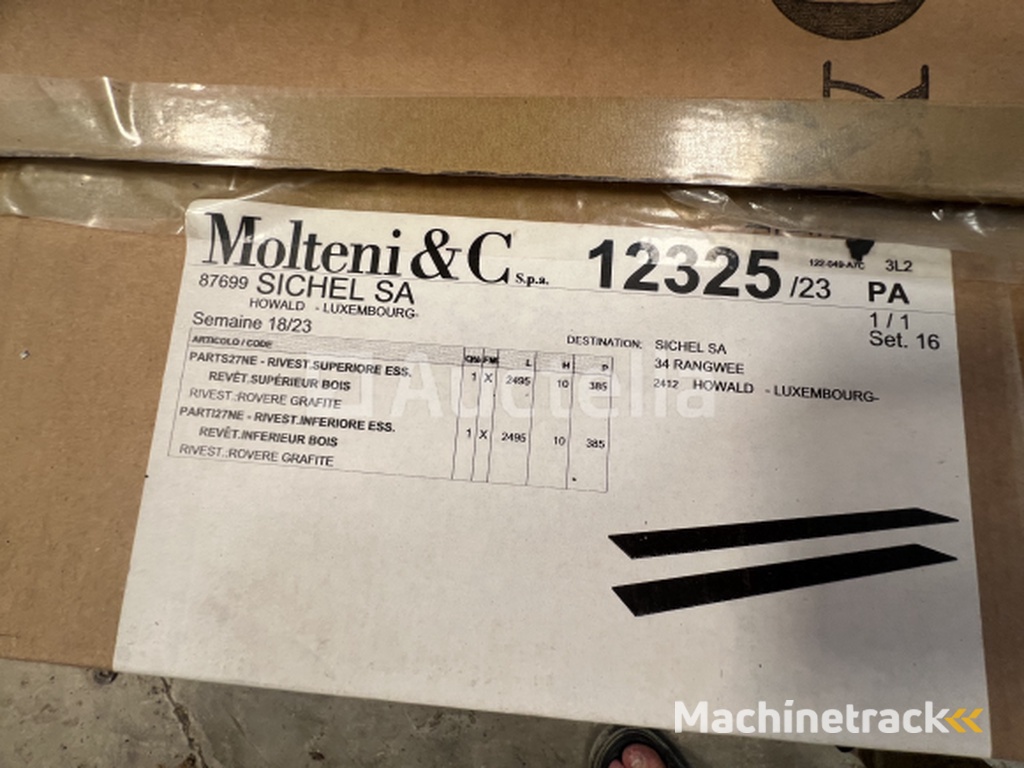 Molteni & C S.p.a.
12325 /23
122-049-A7C 3L2
PA
1 / 1
Set. 16
87699 SICHEL SA
HOWALD - LUXEMBOURG-
Semaine 18/23
DESTINATION: SICHEL SA
34 RANGWEE
2412 HOWALD - LUXEMBOURG-
ARTICOLO / CODE L H P
PARTS27NE - RIVEST.SUPERIORE ESS. 1 X 2495 10 385
REVÊT.SUPÉRIEUR BOIS
RIVEST.:ROVERE GRAFITE
PARTI27NE - RIVEST.INFERIORE ESS. 1 X 2495 10 385
REVÊT.INFERIEUR BOIS
RIVEST.:ROVERE GRAFITE
Auctelia
Machinetrack